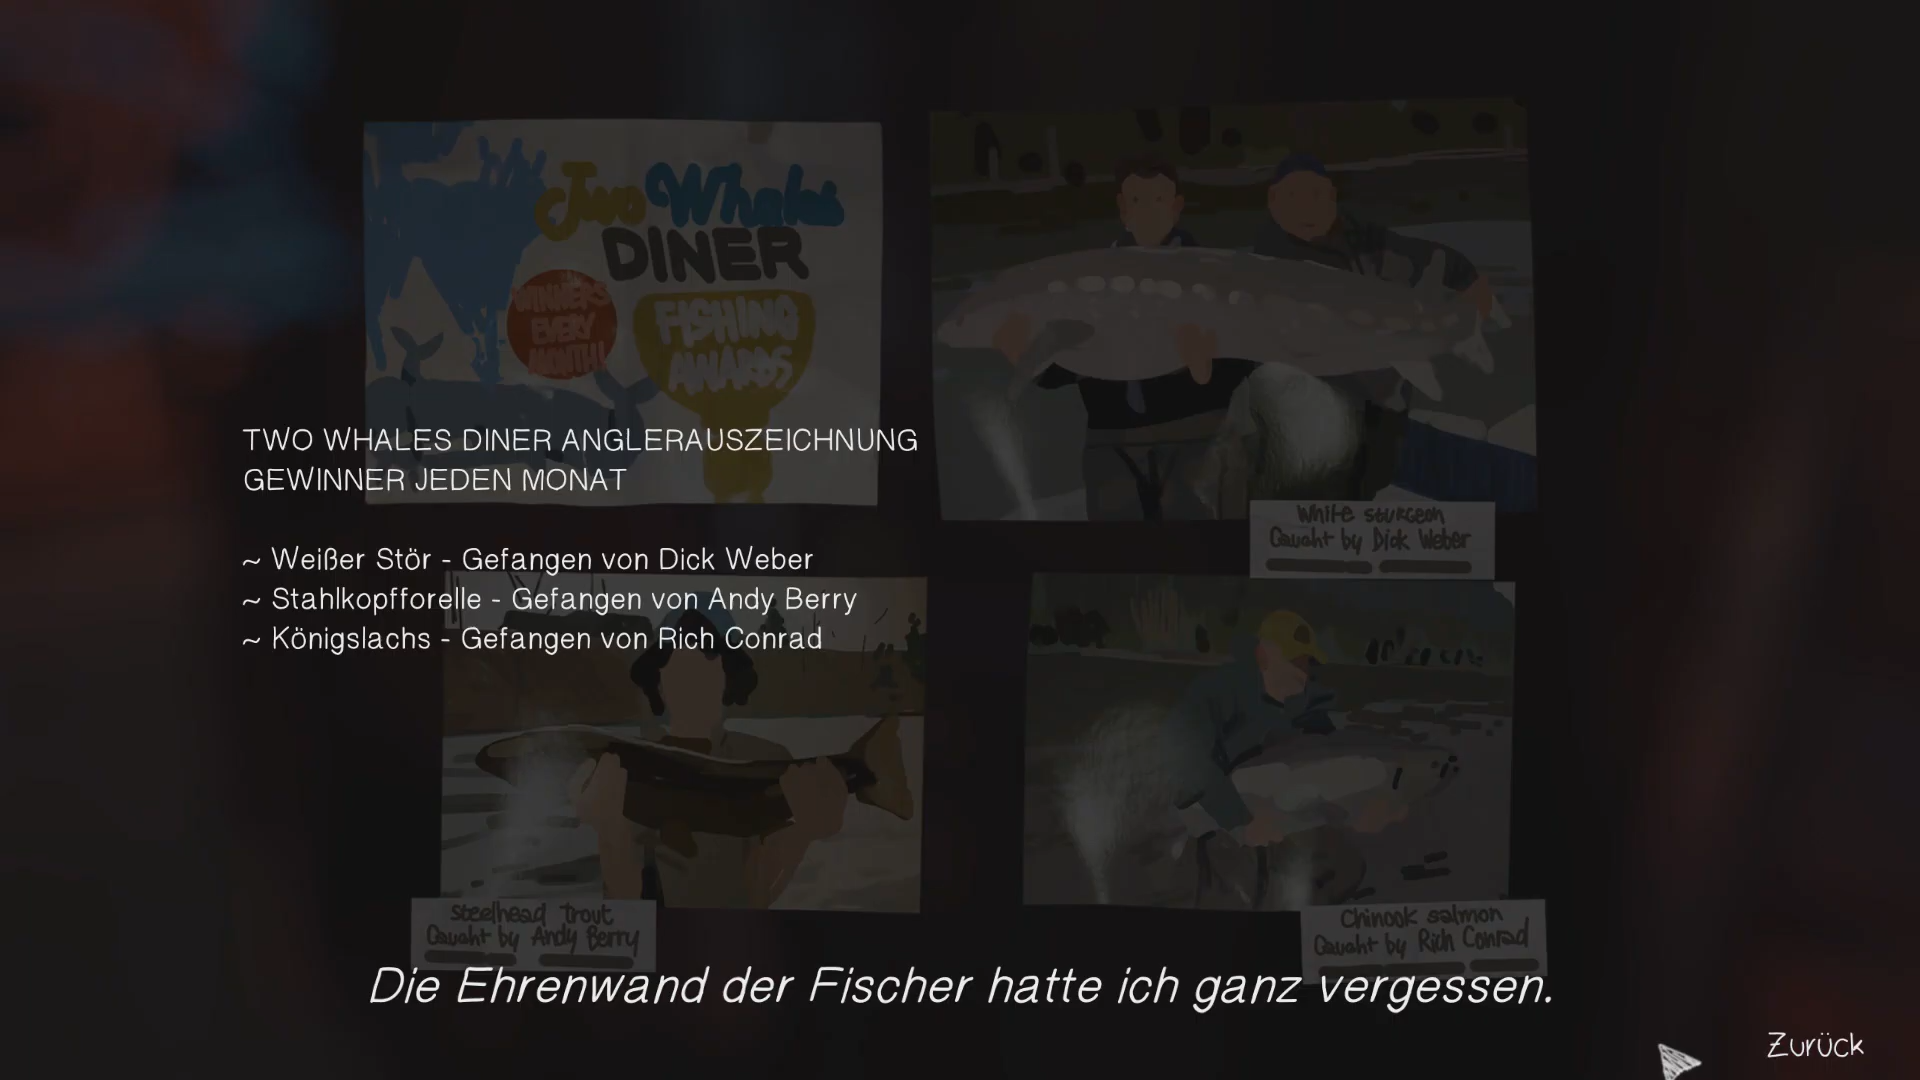 Two Whales
DINER
WINNERS
EVERY
MONTH!
FISHING
AWARDS
TWO WHALES DINER ANGLERAUSZEICHNUNG
GEWINNER JEDEN MONAT
~ Weißer Stör - Gefangen von Dick Weber
~ Stahlkopfforelle - Gefangen von Andy Berry
~ Königslachs - Gefangen von Rich Conrad
White sturgeon
Caught by Dick Weber
Steelhead trout
Caught by Andy Berry
Chinook salmon
Caught by Rich Conrad
Die Ehrenwand der Fischer hatte ich ganz vergessen.
Zurück